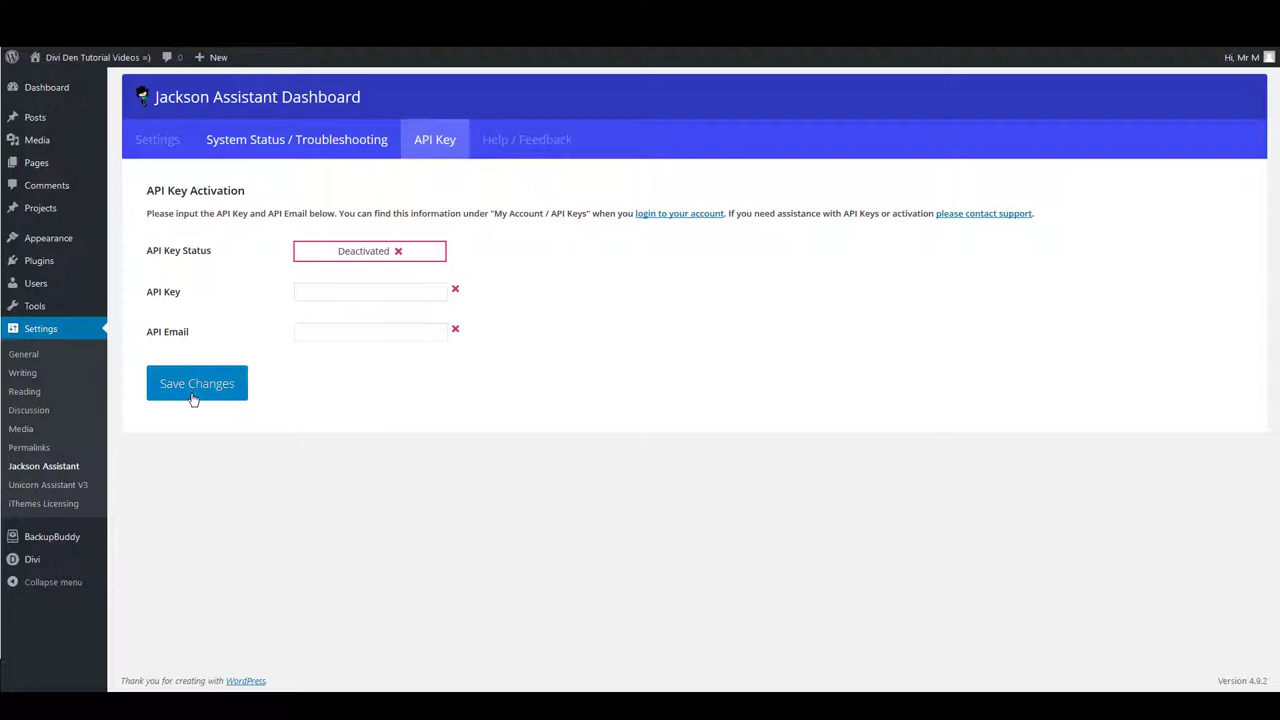 Divi Den Tutorial Videos =)
0
New
Hi, Mr M
Dashboard
Posts
Media
Pages
Comments
Projects
Appearance
Plugins
Users
Tools
Settings
General
Writing
Reading
Discussion
Media
Permalinks
Jackson Assistant
Unicorn Assistant V3
iThemes Licensing
BackupBuddy
Divi
Collapse menu
Jackson Assistant Dashboard
Settings
System Status / Troubleshooting
API Key
Help / Feedback
API Key Activation
Please input the API Key and API Email below. You can find this information under "My Account / API Keys" when you login to your account. If you need assistance with API Keys or activation please contact support.
API Key Status
Deactivated
API Key
API Email
Save Changes
Thank you for creating with WordPress.
Version 4.9.2